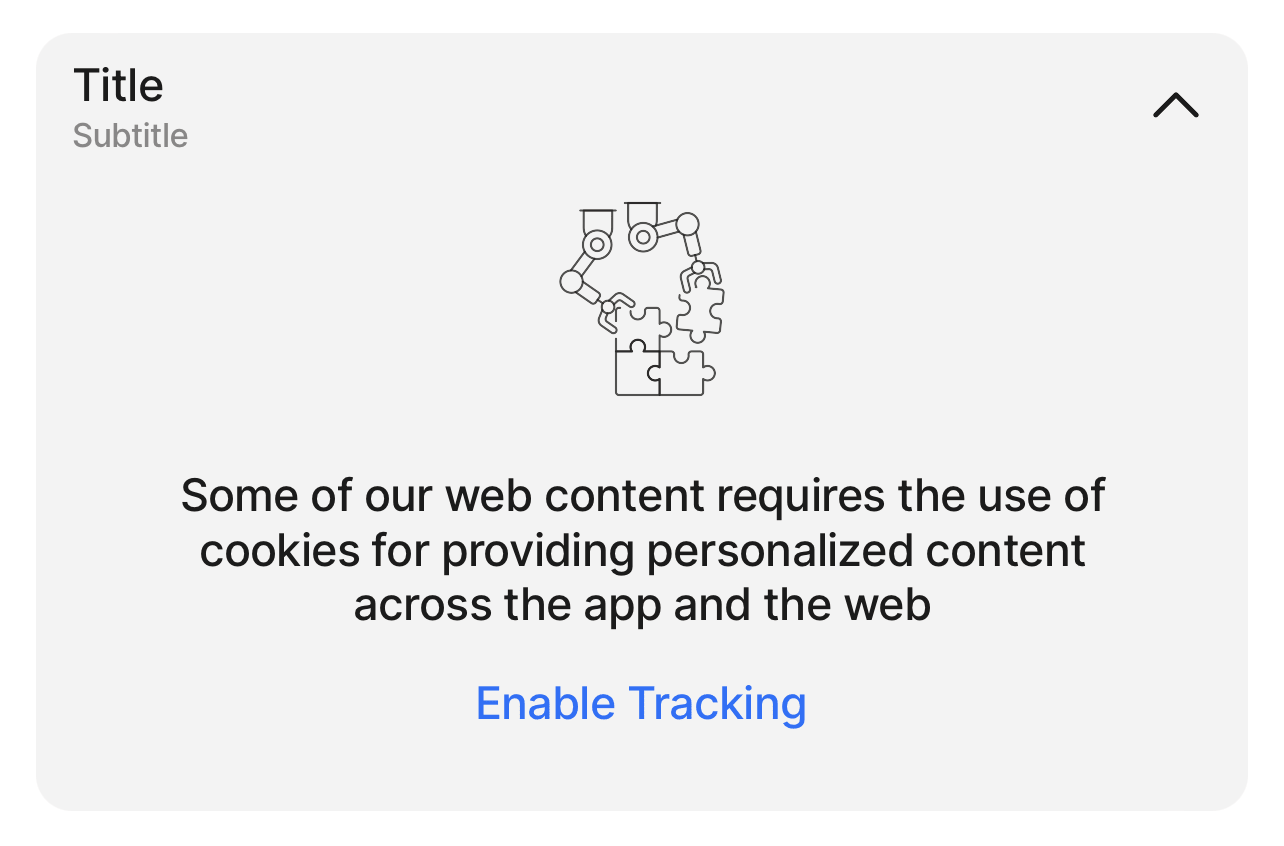 Title
Subtitle
Some of our web content requires the use of
cookies for providing personalized content
across the app and the web
Enable Tracking